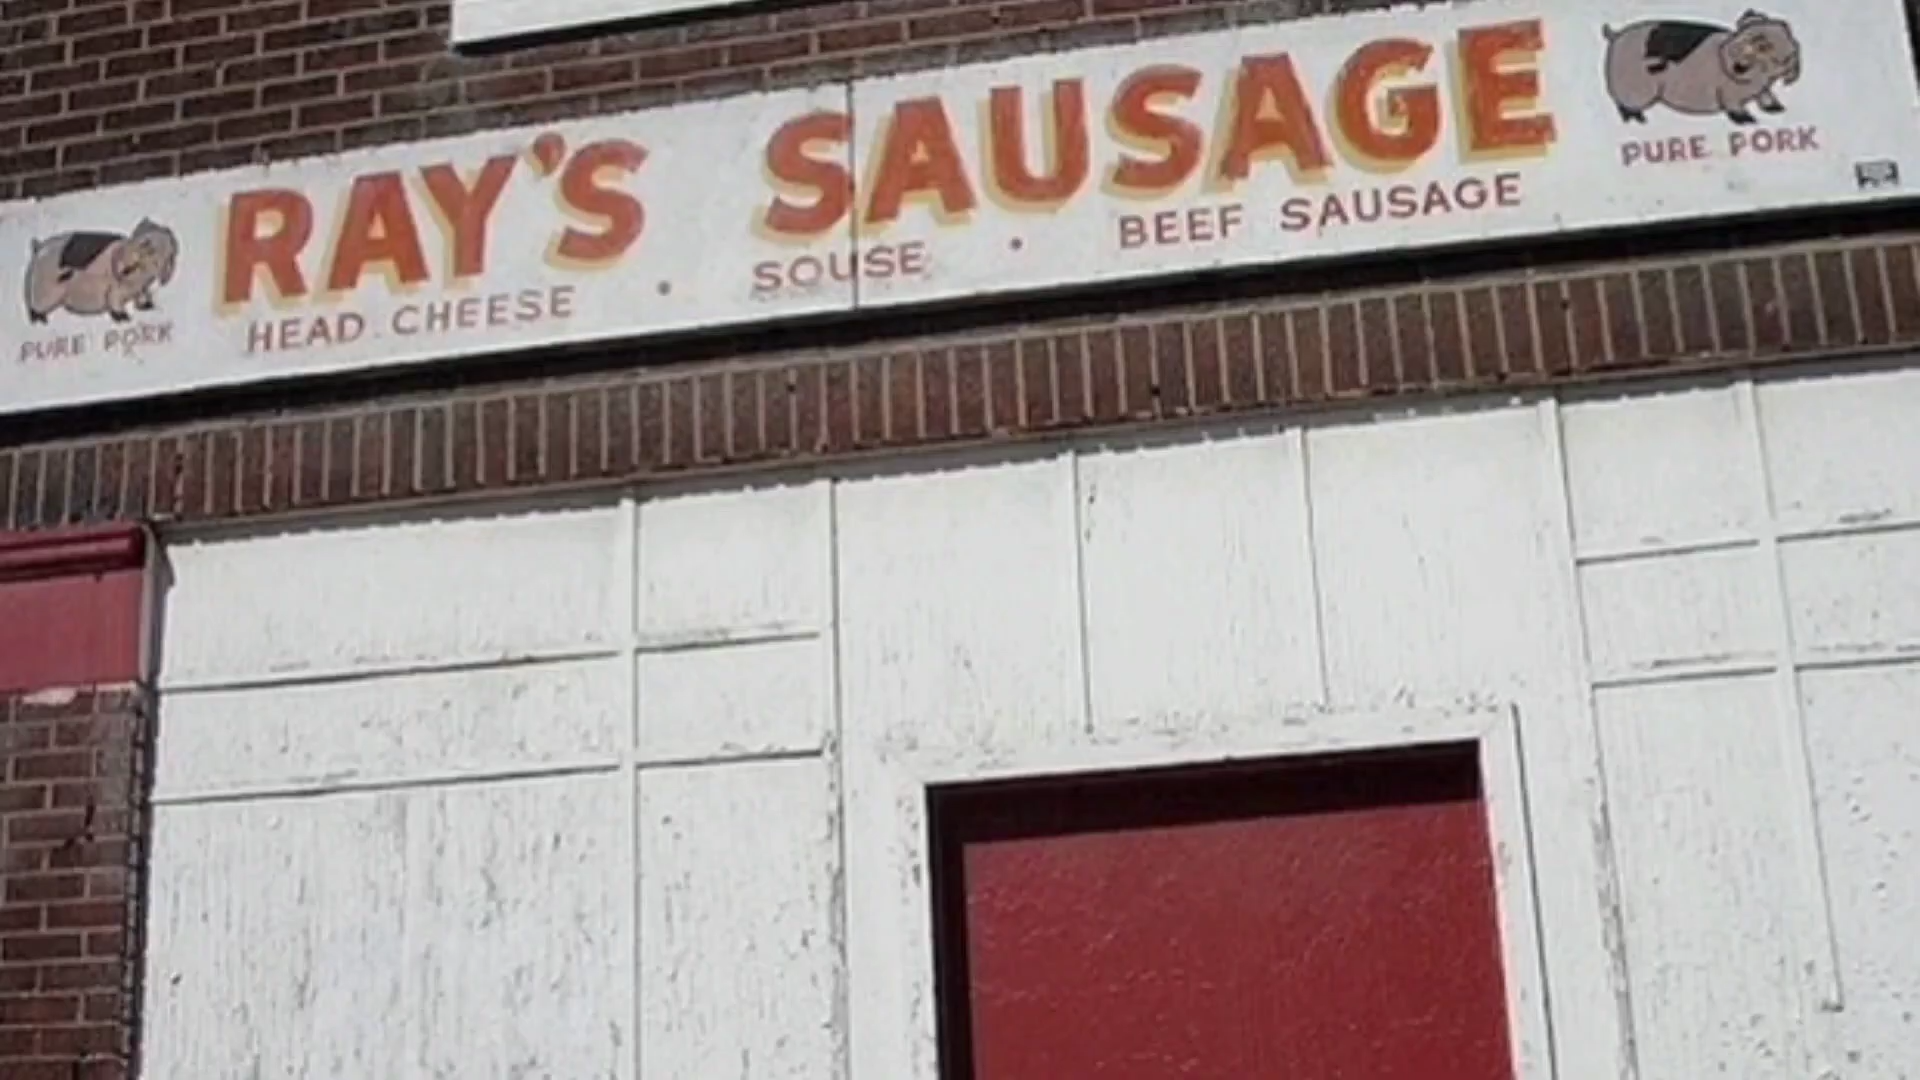 RAY'S SAUSAGE
HEAD CHEESE • SOUSE • BEEF SAUSAGE
PURE PORK
PURE PORK